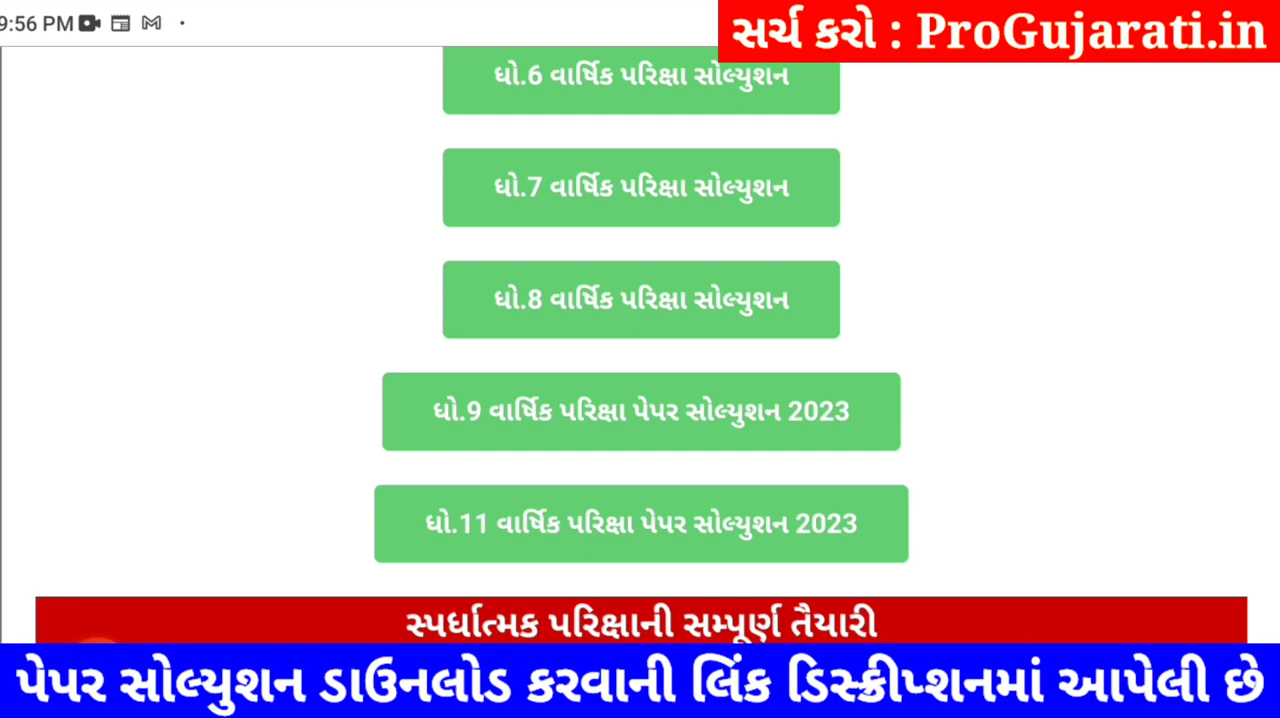 9:56 PM
સર્ચ કરો : ProGujarati.in
ધો.6 વાર્ષિક પરિક્ષા સોલ્યુશન
ધો.7 વાર્ષિક પરિક્ષા સોલ્યુશન
ધો.8 વાર્ષિક પરિક્ષા સોલ્યુશન
ધો.9 વાર્ષિક પરિક્ષા પેપર સોલ્યુશન 2023
ધો.11 વાર્ષિક પરિક્ષા પેપર સોલ્યુશન 2023
સ્પર્ધાત્મક પરિક્ષાની સમ્પૂર્ણ તૈયારી
પેપર સોલ્યુશન ડાઉનલોડ કરવાની લિંક ડિસ્ક્રીપ્શનમાં આપેલી છે